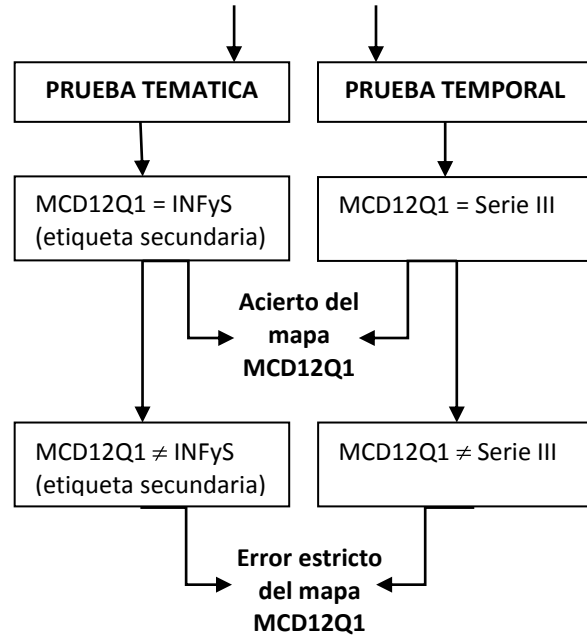 PRUEBA TEMATICA
PRUEBA TEMPORAL
MCD12Q1 = INFyS
(etiqueta secundaria)
MCD12Q1 = Serie III
Acierto del
mapa
MCD12Q1
MCD12Q1 ≠ INFyS
(etiqueta secundaria)
MCD12Q1 ≠ Serie III
Error estricto
del mapa
MCD12Q1